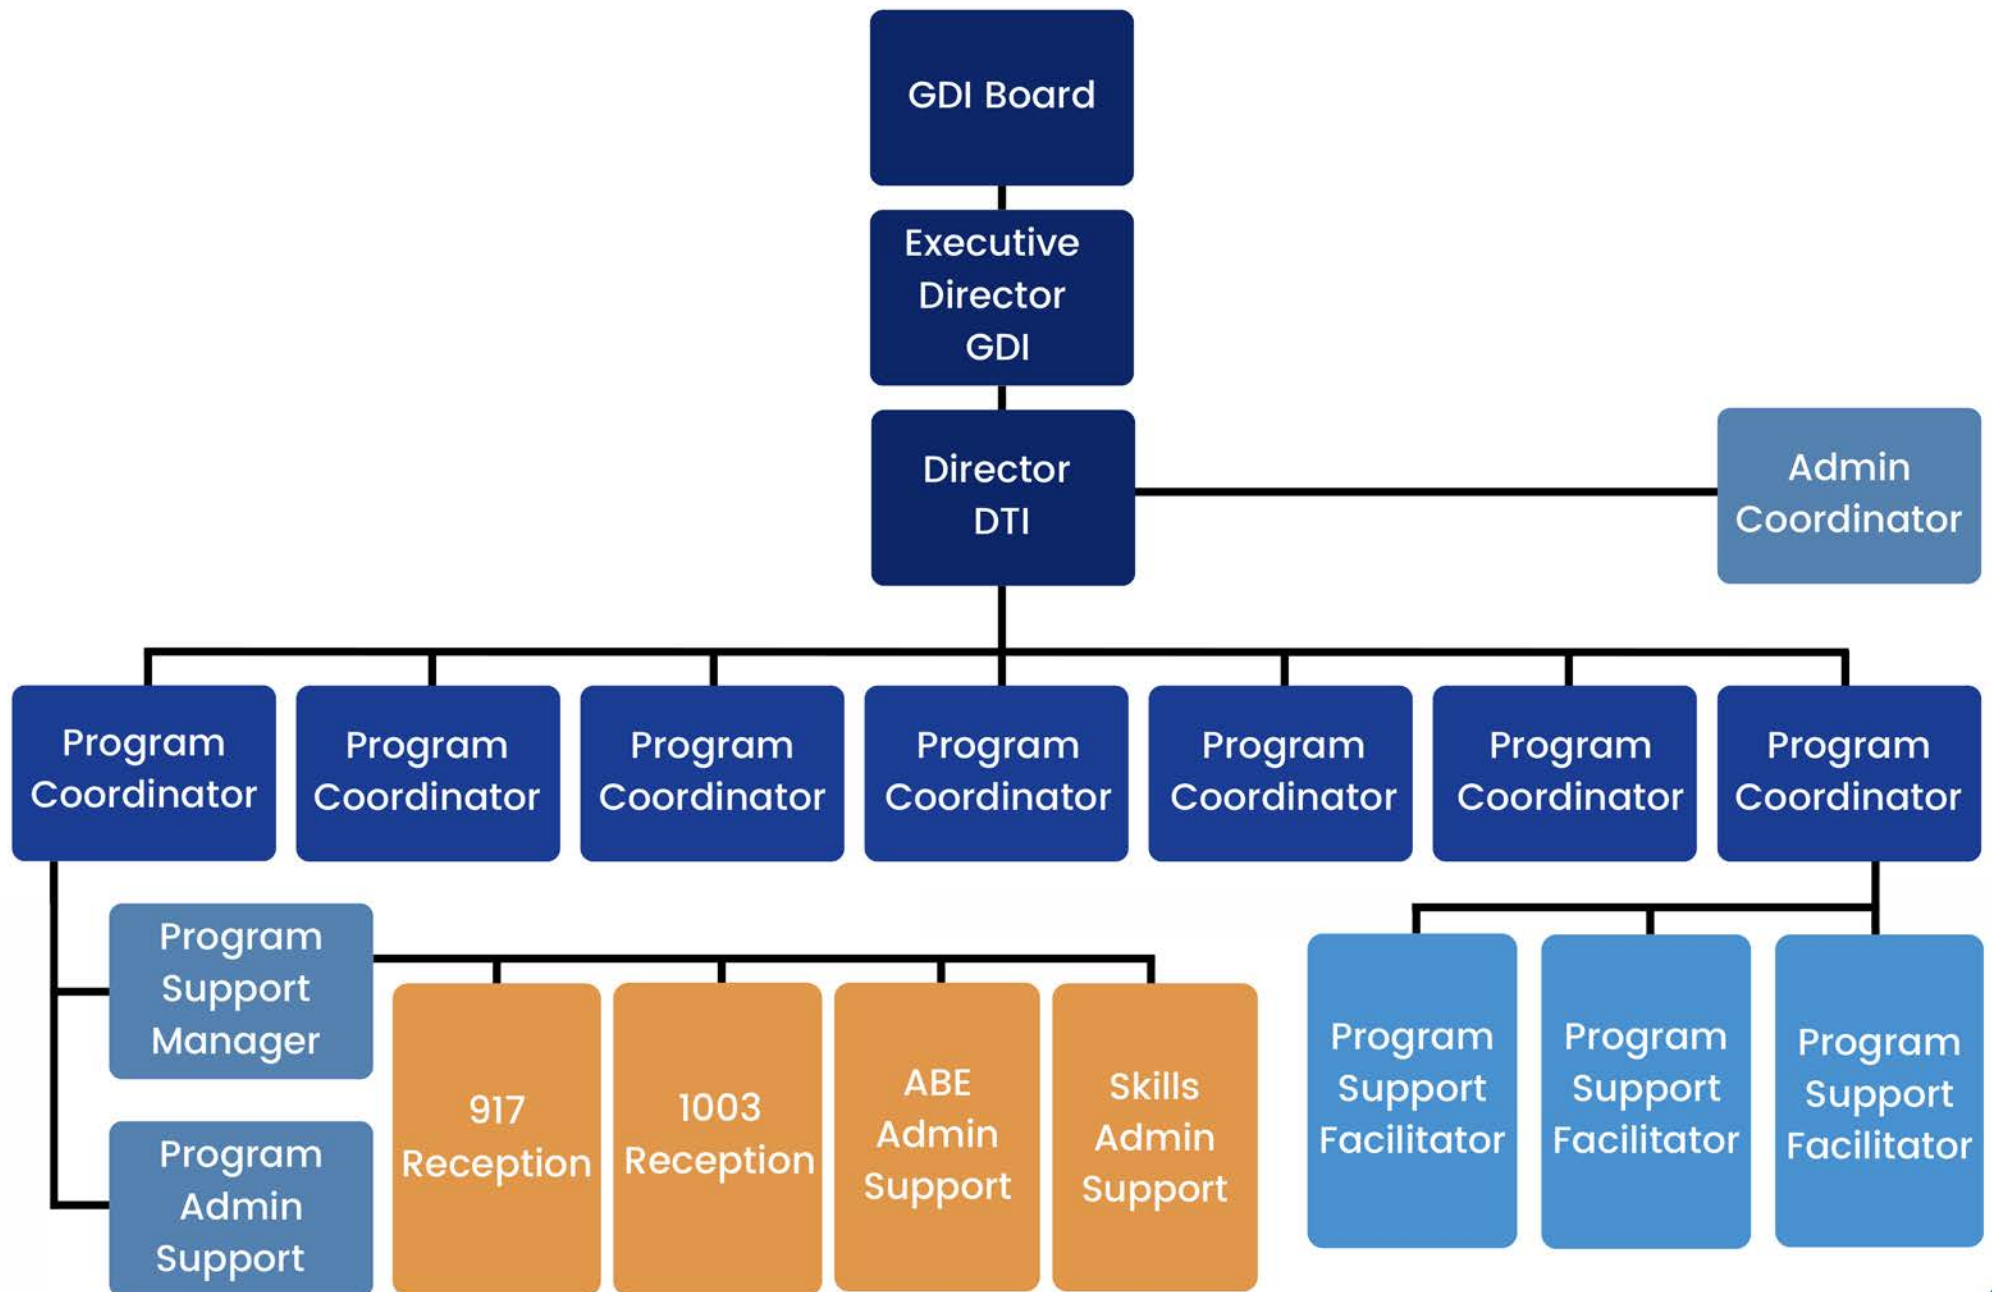 GDI Board
Executive
Director
GDI
Director
DTI
Admin
Coordinator
Program
Coordinator
Program
Coordinator
Program
Coordinator
Program
Coordinator
Program
Coordinator
Program
Coordinator
Program
Coordinator
Program
Support
Manager
Program
Admin
Support
917
Reception
1003
Reception
ABE
Admin
Support
Skills
Admin
Support
Program
Support
Facilitator
Program
Support
Facilitator
Program
Support
Facilitator